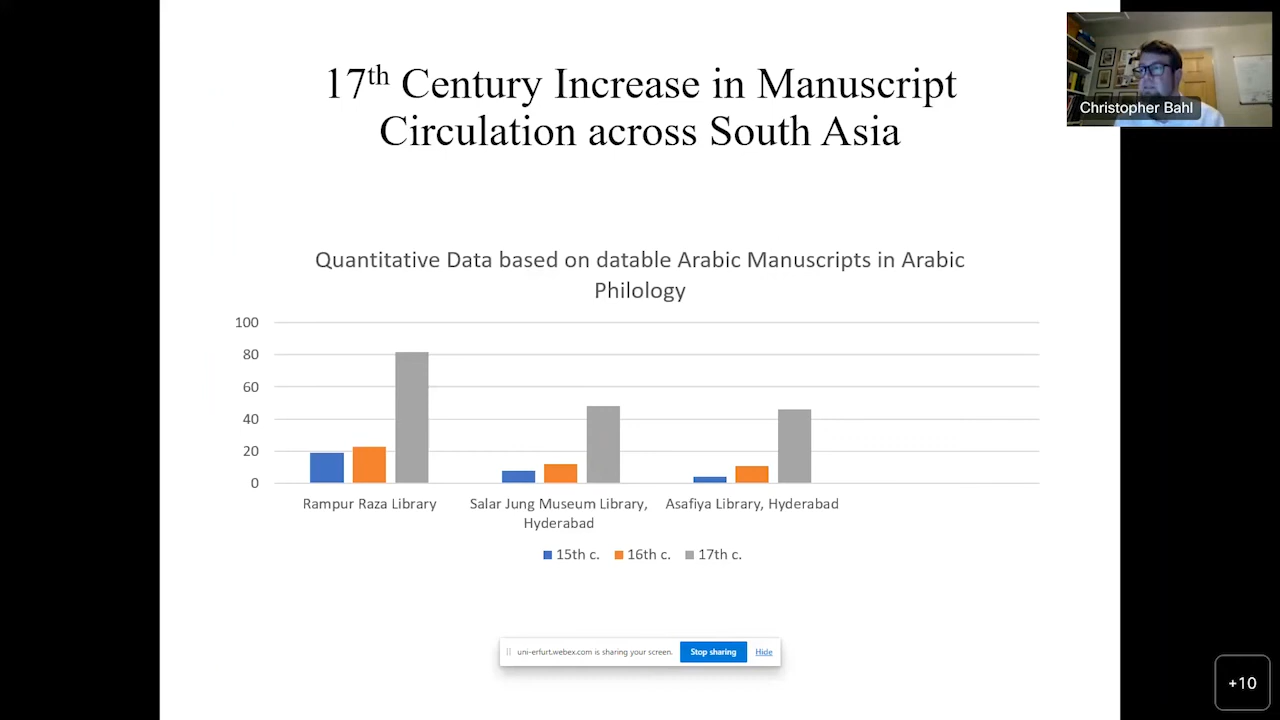 17th Century Increase in Manuscript
Circulation across South Asia
Christopher Bahl
Quantitative Data based on datable Arabic Manuscripts in Arabic
Philology
100
80
60
40
20
0
Rampur Raza Library
Salar Jung Museum Library,
Hyderabad
Asafiya Library, Hyderabad
15th c.
16th c.
17th c.
uni-erfurt.webex.com is sharing your screen.
Stop sharing
Hide
+10